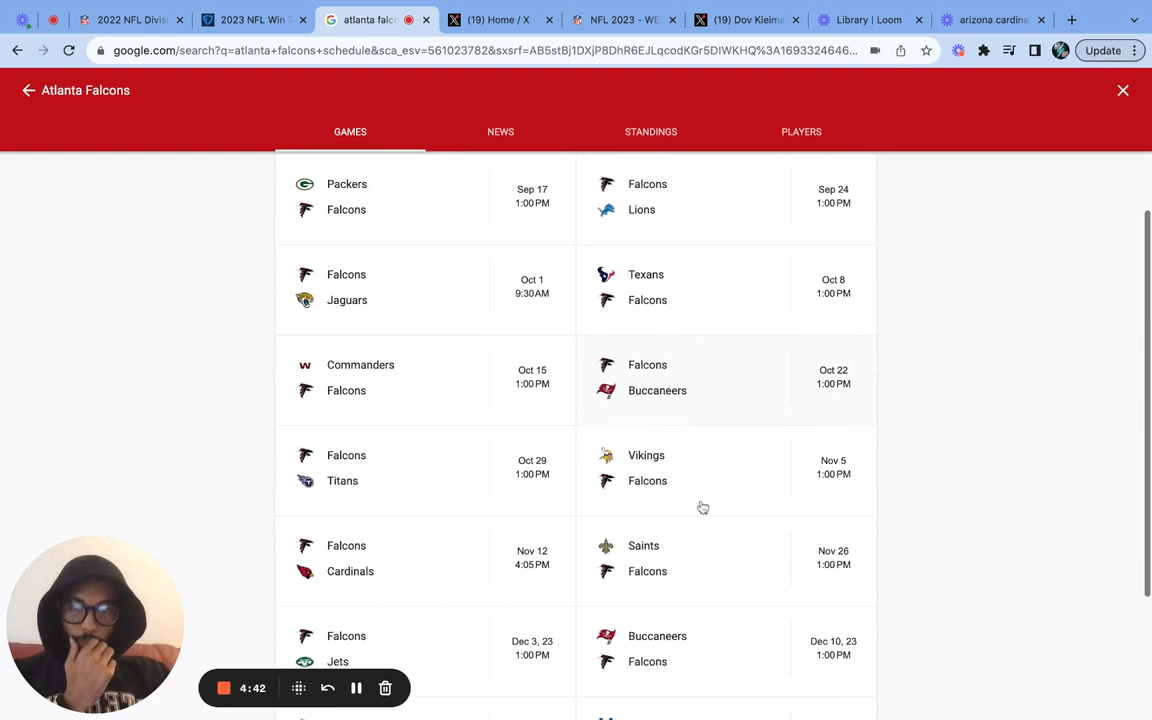 2022 NFL Divisi
2023 NFL Win T
atlanta falco
(19) Home / X
NFL 2023 - WE
(19) Dov Kleima
Library | Loom
arizona cardina
google.com/search?q=atlanta+falcons+schedule&sca_esv=561023782&sxsrf=AB5stBj1DXjP8DhR6EJLqcodKGr5DIWKHQ%3A1693324646...
Update
Atlanta Falcons
GAMES
NEWS
STANDINGS
PLAYERS
Packers
Falcons
Sep 17
1:00 PM
Falcons
Lions
Sep 24
1:00 PM
Falcons
Jaguars
Oct 1
9:30 AM
Texans
Falcons
Oct 8
1:00 PM
Commanders
Falcons
Oct 15
1:00 PM
Falcons
Buccaneers
Oct 22
1:00 PM
Falcons
Titans
Oct 29
1:00 PM
Vikings
Falcons
Nov 5
1:00 PM
Falcons
Cardinals
Nov 12
4:05 PM
Saints
Falcons
Nov 26
1:00 PM
Falcons
Jets
Dec 3, 23
1:00 PM
Buccaneers
Falcons
Dec 10, 23
1:00 PM
4:42